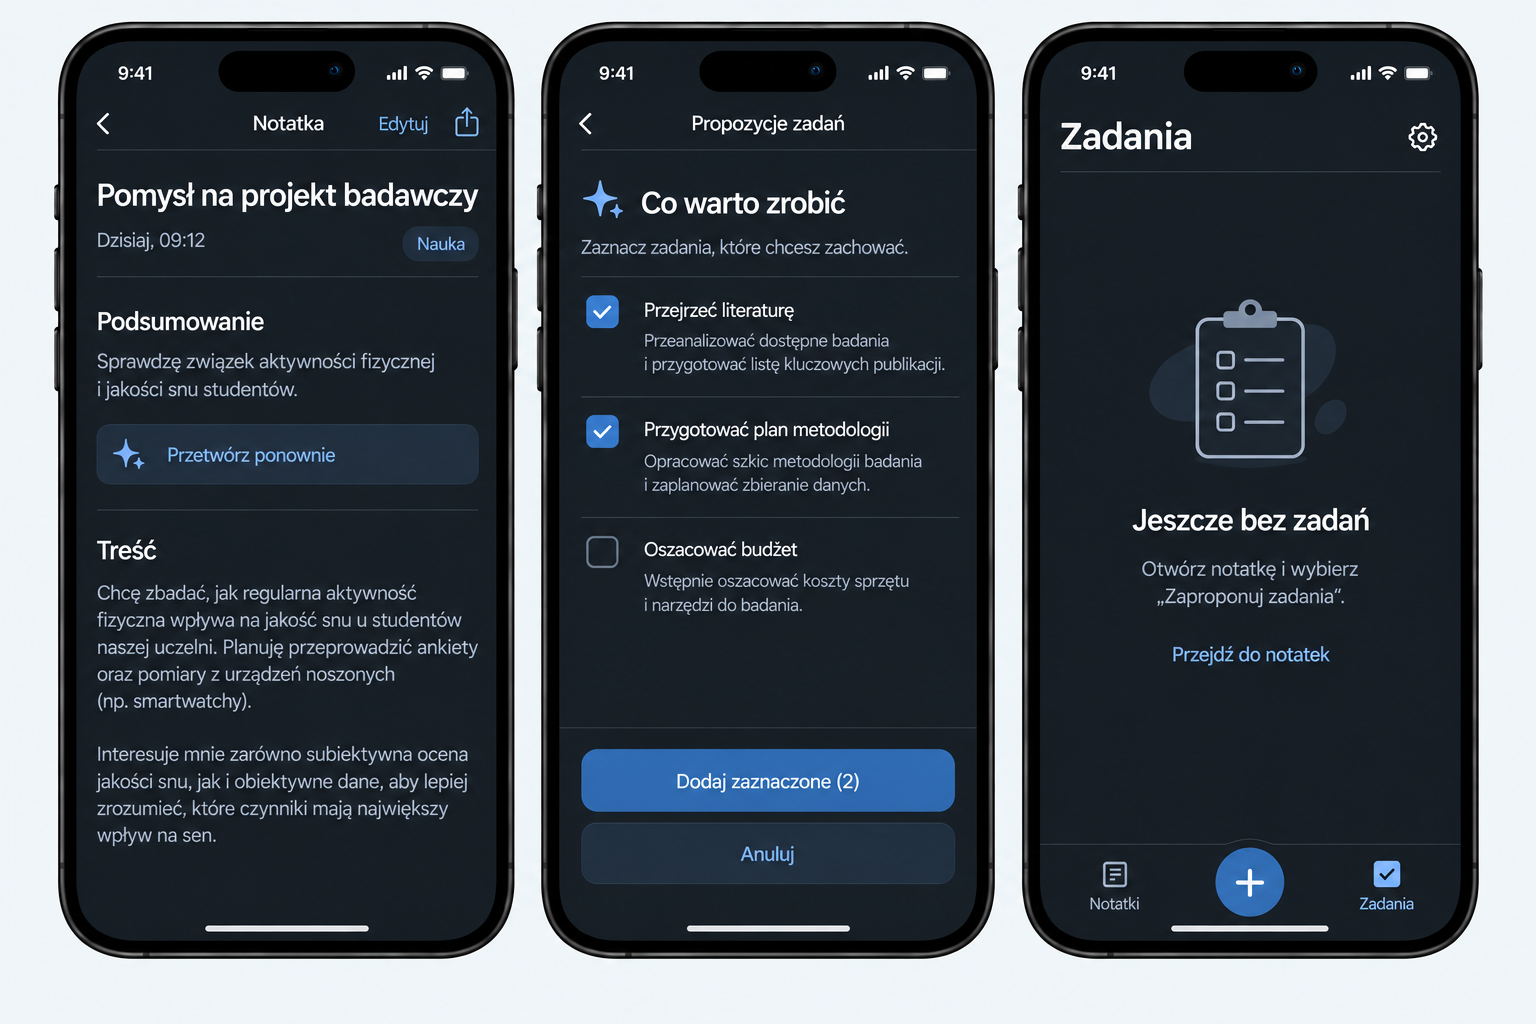 9:41
Notatka
Edytuj
Pomysł na projekt badawczy
Dzisiaj, 09:12
Nauka
Podsumowanie
Sprawdzę związek aktywności fizycznej
i jakości snu studentów.
Przetwórz ponownie
Treść
Chcę zbadać, jak regularna aktywność
fizyczna wpływa na jakość snu u studentów
naszej uczelni. Planuję przeprowadzić ankiety
oraz pomiary z urządzeń noszonych
(np. smartwatchy).
Interesuje mnie zarówno subiektywna ocena
jakości snu, jak i obiektywne dane, aby lepiej
zrozumieć, które czynniki mają największy
wpływ na sen.
9:41
Propozycje zadań
Co warto zrobić
Zaznacz zadania, które chcesz zachować.
Przejrzeć literaturę
Przeanalizować dostępne badania
i przygotować listę kluczowych publikacji.
Przygotować plan metodologii
Opracować szkic metodologii badania
i zaplanować zbieranie danych.
Oszacować budżet
Wstępnie oszacować koszty sprzętu
i narzędzi do badania.
Dodaj zaznaczone (2)
Anuluj
9:41
Zadania
Jeszcze bez zadań
Otwórz notatkę i wybierz
„Zaproponuj zadania“.
Przejdź do notatek
Notatki
Zadania